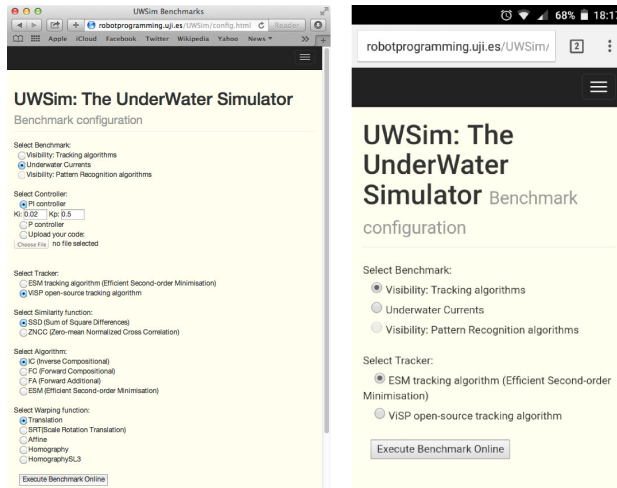 UWSim Benchmarks
robotprogramming.uji.es/UWSim/config.html
Reader
Apple iCloud Facebook Twitter Wikipedia Yahoo News
UWSim: The UnderWater Simulator
Benchmark configuration
Select Benchmark:
Visibility: Tracking algorithms
Underwater Currents
Visibility: Pattern Recognition algorithms
Select Controller:
PI controller
Ki: 0.02 Kp: 0.5
P controller
Upload your code:
Choose File no file selected
Select Tracker:
ESM tracking algorithm (Efficient Second-order Minimisation)
ViSP open-source tracking algorithm
Select Similarity function:
SSD (Sum of Square Differences)
ZNCC (Zero-mean Normalized Cross Correlation)
Select Algorithm:
IC (Inverse Compositional)
FC (Forward Compositional)
FA (Forward Additional)
ESM (Efficient Second-order Minimisation)
Select Warping function:
Translation
SRT(Scale Rotation Translation)
Affine
Homography
HomographySL3
Execute Benchmark Online
68% 18:17
robotprogramming.uji.es/UWSim/ 2
UWSim: The
UnderWater
Simulator Benchmark
configuration
Select Benchmark:
Visibility: Tracking algorithms
Underwater Currents
Visibility: Pattern Recognition algorithms
Select Tracker:
ESM tracking algorithm (Efficient Second-order
Minimisation)
ViSP open-source tracking algorithm
Execute Benchmark Online